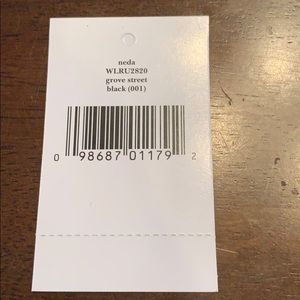 neda
WLRU2820
grove street
black (001)
0 98687 01179 2